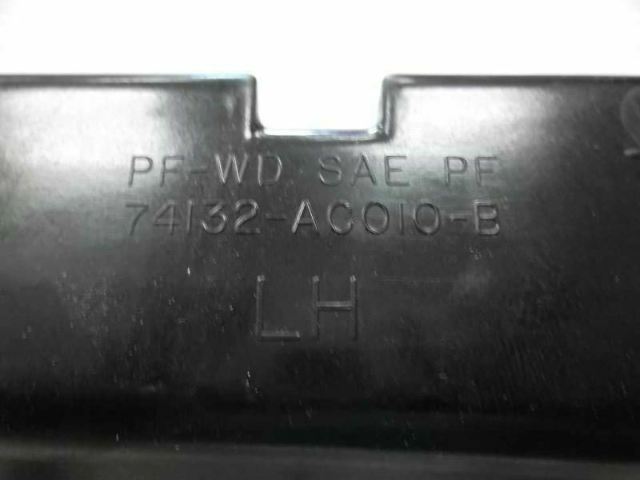 PF-WD SAE PF
74132-AC010-B
LH